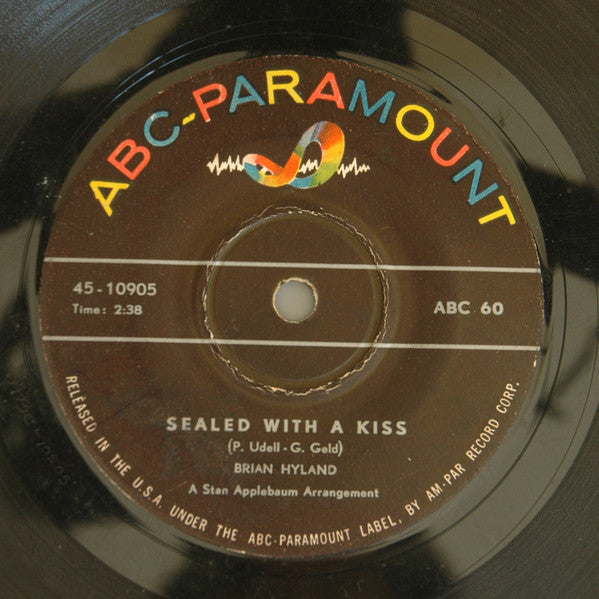 ABC-PARAMOUNT
45-10905
Time: 2:38
ABC 60
SEALED WITH A KISS
(P. Udell - G. Geld)
BRIAN HYLAND
A Stan Applebaum Arrangement
RELEASED IN THE U.S.A. UNDER THE ABC-PARAMOUNT LABEL, BY AM-PAR RECORD CORP.